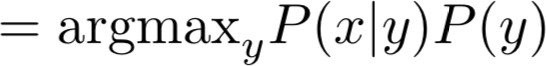 = argmax_y P(x|y)P(y)